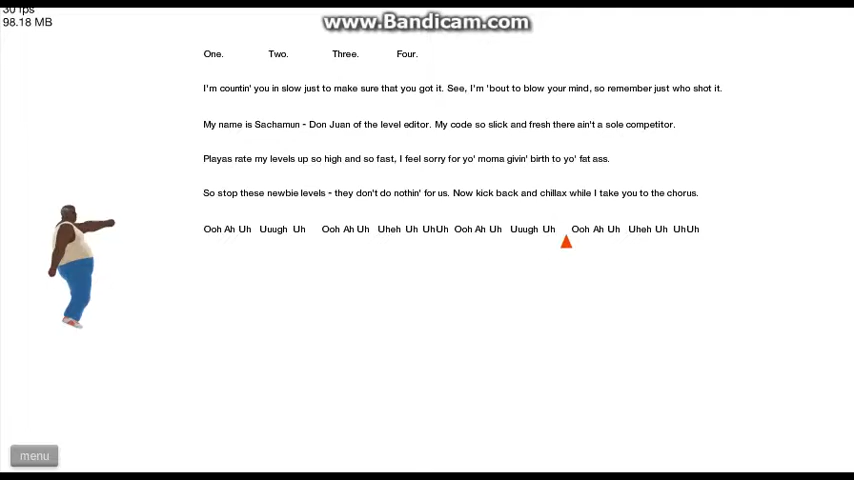 30 fps
98.18 MB
www.Bandicam.com
One. Two. Three. Four.
I'm countin' you in slow just to make sure that you got it. See, I'm 'bout to blow your mind, so remember just who shot it.
My name is Sachamun - Don Juan of the level editor. My code so slick and fresh there ain't a sole competitor.
Playas rate my levels up so high and so fast, I feel sorry for yo' moma givin' birth to yo' fat ass.
So stop these newbie levels - they don't do nothin' for us. Now kick back and chillax while I take you to the chorus.
Ooh Ah Uh Uuugh Uh Ooh Ah Uh Uheh Uh UhUh Ooh Ah Uh Uuugh Uh Ooh Ah Uh Uheh Uh UhUh
menu